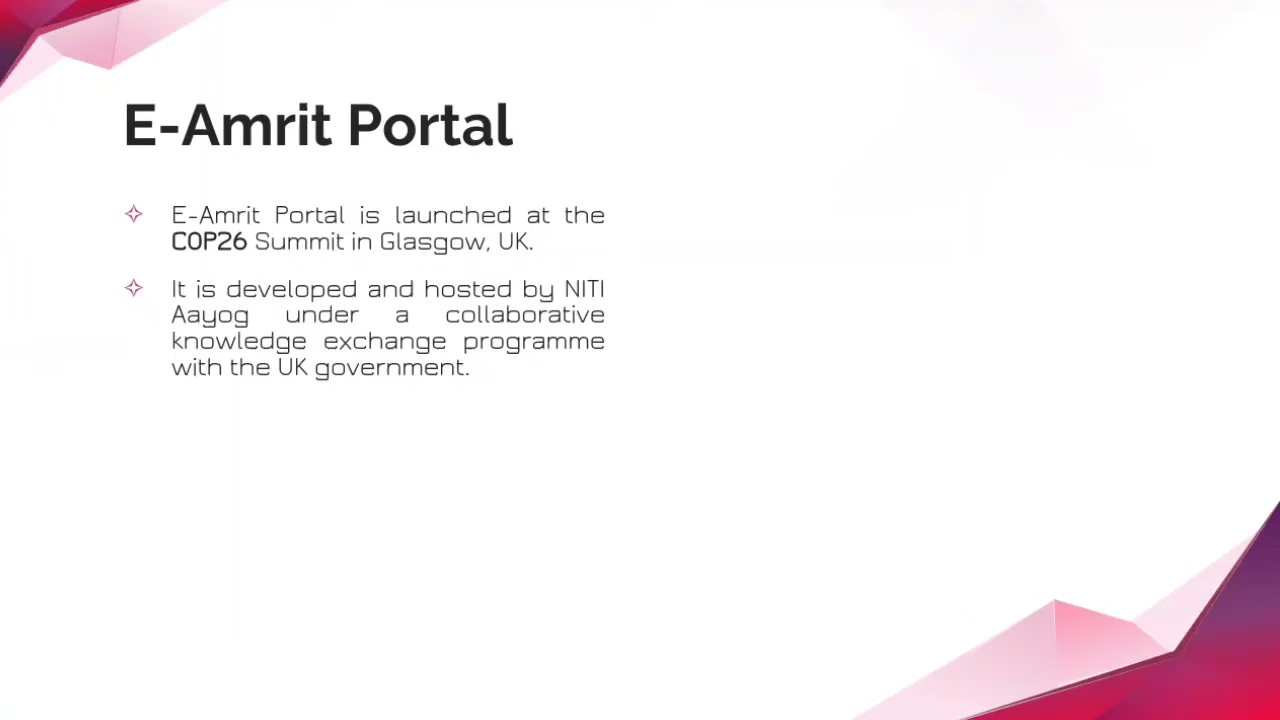 E-Amrit Portal
E-Amrit Portal is launched at the
COP26 Summit in Glasgow, UK.
It is developed and hosted by NITI
Aayog under a collaborative
knowledge exchange programme
with the UK government.